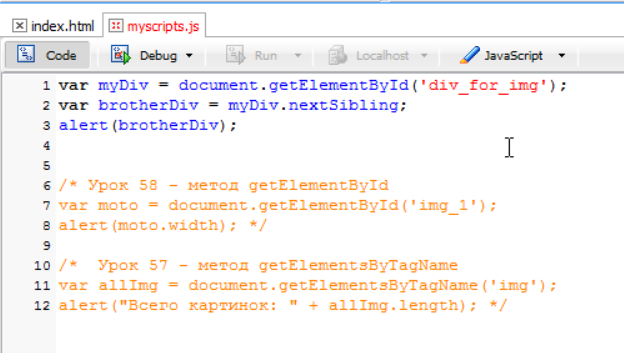 index.html myscripts.js
Code Debug Run Localhost JavaScript
1 var myDiv = document.getElementById('div_for_img');
2 var brotherDiv = myDiv.nextSibling;
3 alert(brotherDiv);
4
5
6 /* Урок 58 - метод getElementById
7 var moto = document.getElementById('img_1');
8 alert(moto.width); */
9
10 /*  Урок 57 - метод getElementsByTagName
11 var allImg = document.getElementsByTagName('img');
12 alert("Всего картинок: " + allImg.length); */